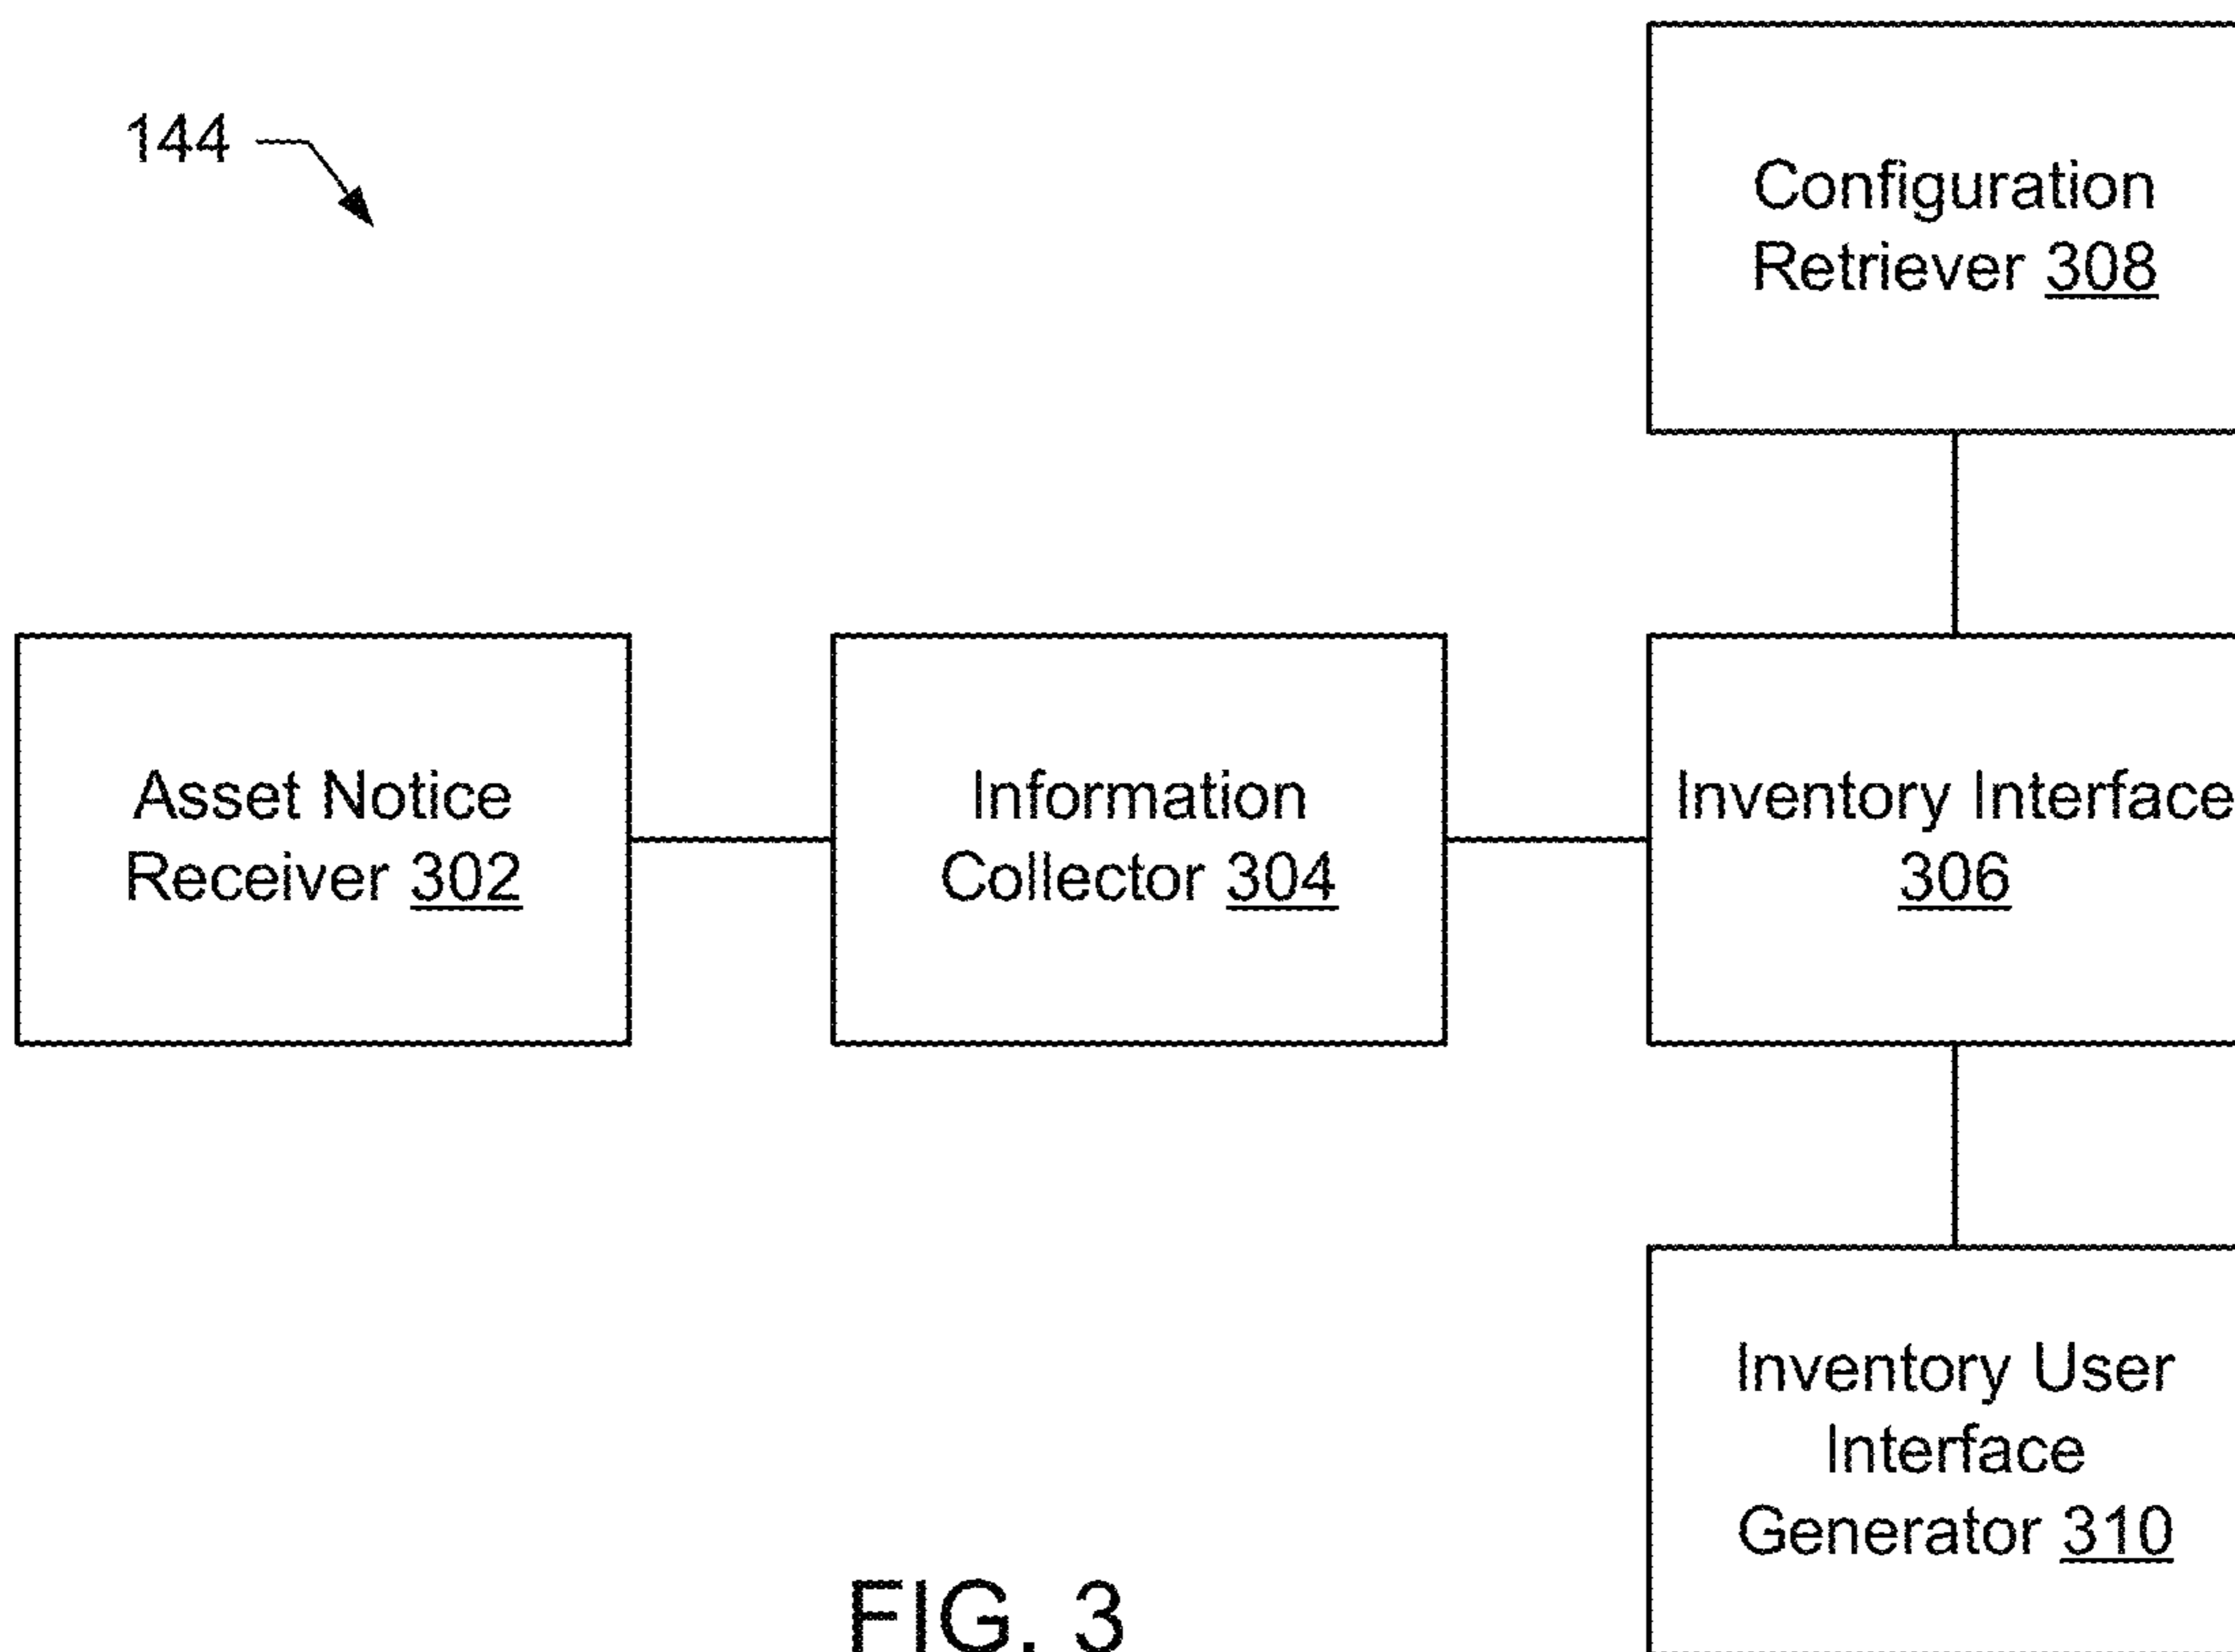 144
Configuration
Retriever 308
Asset Notice
Receiver 302
Information
Collector 304
Inventory Interface
306
Inventory User
Interface
Generator 310
FIG. 3